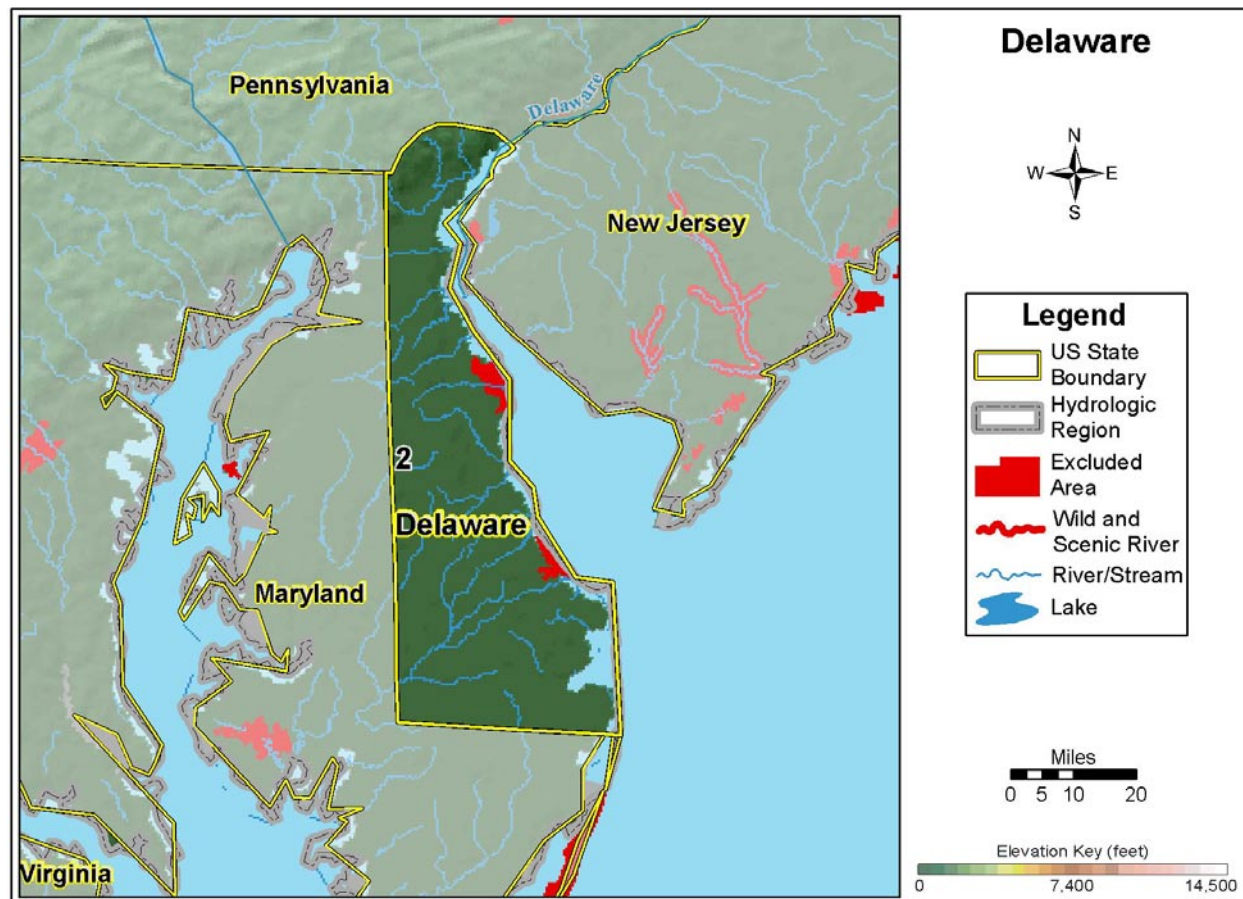 Delaware
Pennsylvania
Delaware
New Jersey
2
Delaware
Maryland
Virginia
N
W E
S
Legend
US State
Boundary
Hydrologic
Region
Excluded
Area
Wild and
Scenic River
River/Stream
Lake
Miles
0 5 10 20
Elevation Key (feet)
0 7,400 14,500